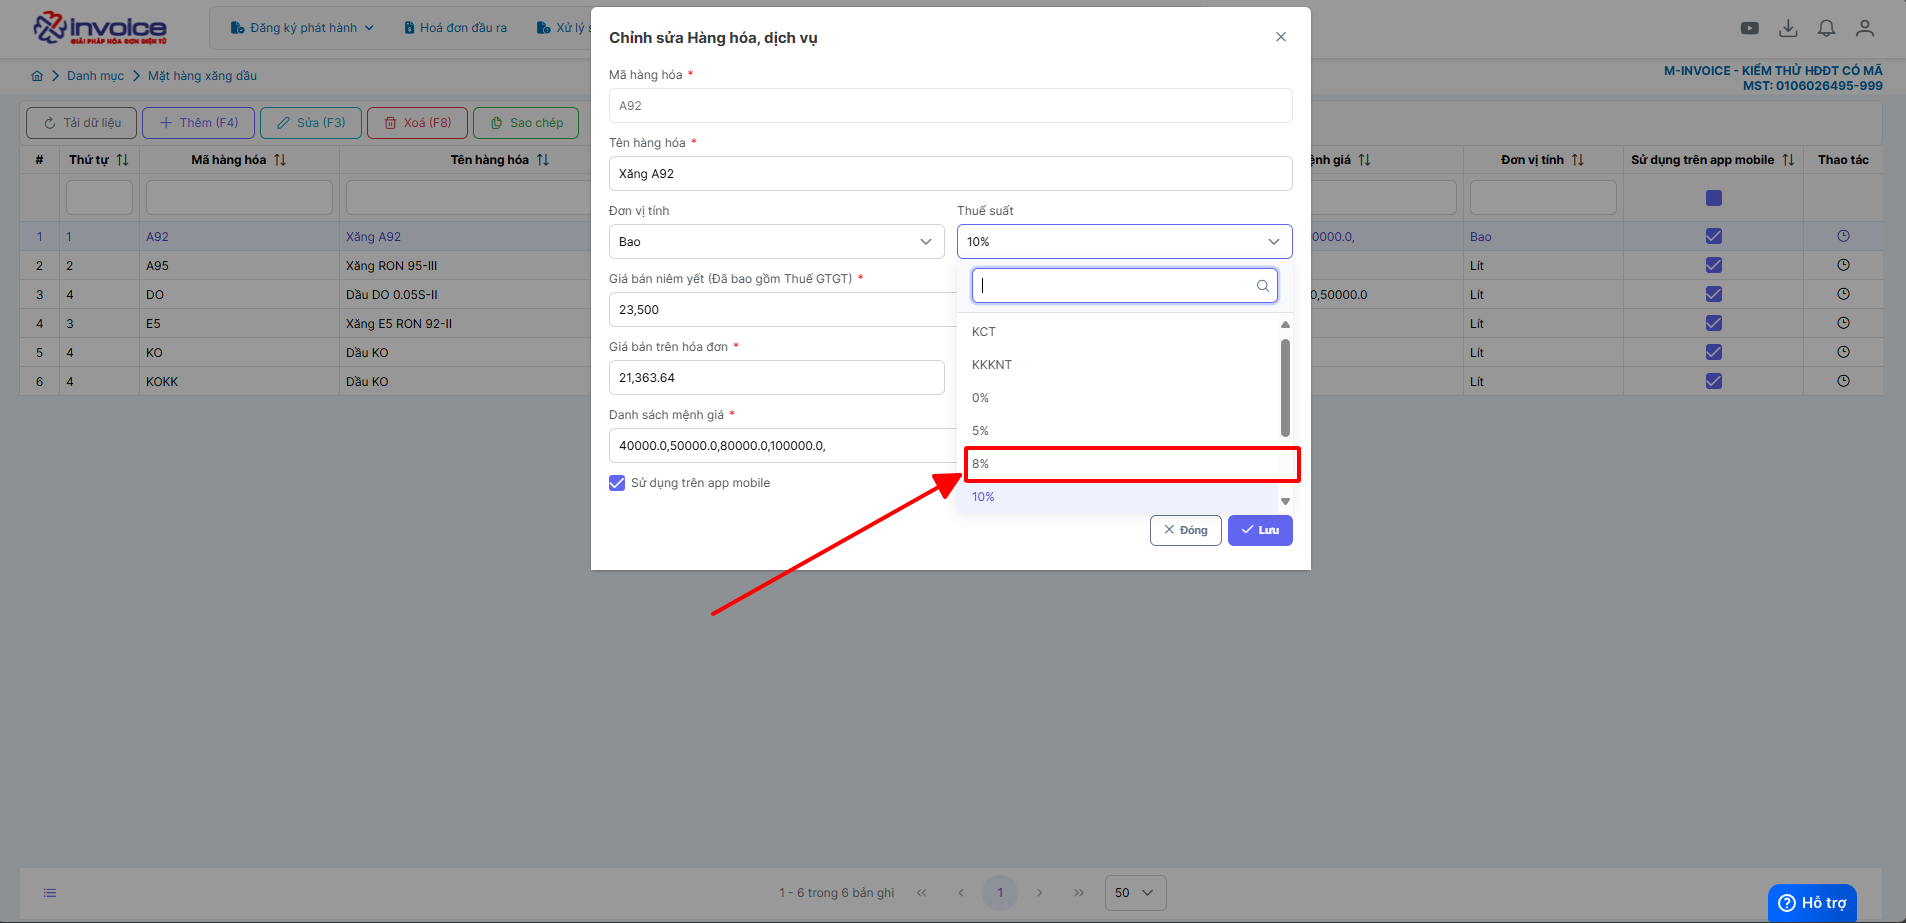 invoice
GIẢI PHÁP HÓA ĐƠN ĐIỆN TỬ
Đăng ký phát hành
Hoá đơn đầu ra
Xử lý s
Danh mục
Mặt hàng xăng dầu
M-INVOICE - KIỂM THỬ HĐĐT CÓ MÃ
MST: 0106026495-999
Tải dữ liệu
Thêm (F4)
Sửa (F3)
Xoá (F8)
Sao chép
# Thứ tự Mã hàng hóa Tên hàng hóa ệnh giá Đơn vị tính Sử dụng trên app mobile Thao tác
1 1 A92 Xăng A92 0000.0, Bao
2 2 A95 Xăng RON 95-III Lít
3 4 DO Dầu DO 0.05S-II 0,50000.0 Lít
4 3 E5 Xăng E5 RON 92-II Lít
5 4 KO Dầu KO Lít
6 4 KOKK Dầu KO Lít
Chỉnh sửa Hàng hóa, dịch vụ
Mã hàng hóa *
A92
Tên hàng hóa *
Xăng A92
Đơn vị tính
Bao
Thuế suất
10%
Giá bán niêm yết (Đã bao gồm Thuế GTGT) *
23,500
Giá bán trên hóa đơn *
21,363.64
Danh sách mệnh giá *
40000.0,50000.0,80000.0,100000.0,
Sử dụng trên app mobile
KCT
KKKNT
0%
5%
8%
10%
Đóng
Lưu
1 - 6 trong 6 bản ghi
1
50
Hỗ trợ